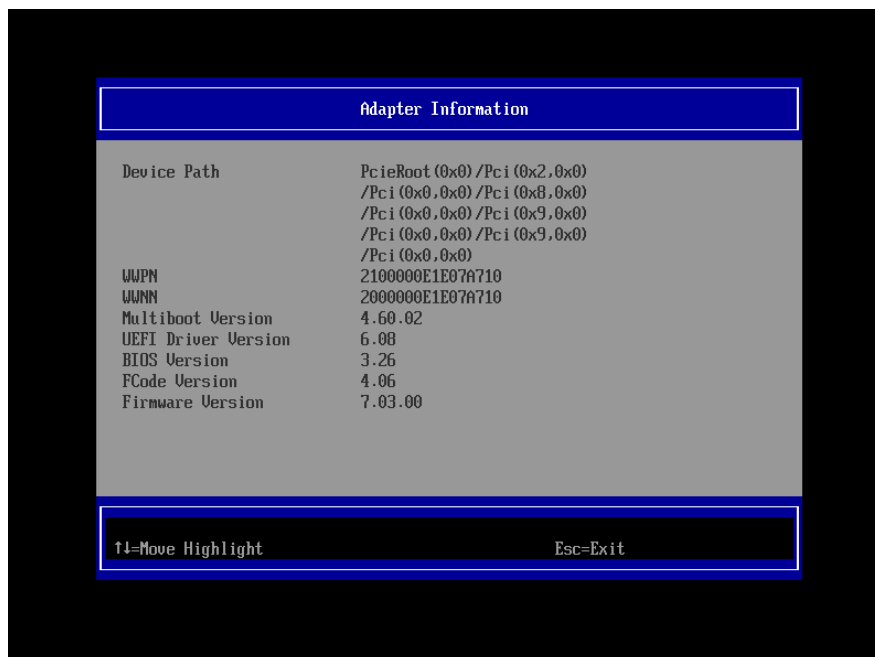 Adapter Information
Device Path PcieRoot(0x0)/Pci(0x2,0x0)
/Pci(0x0,0x0)/Pci(0x8,0x0)
/Pci(0x0,0x0)/Pci(0x9,0x0)
/Pci(0x0,0x0)/Pci(0x9,0x0)
/Pci(0x0,0x0)
WWPN 2100000E1E07A710
WWNN 2000000E1E07A710
Multiboot Version 4.60.02
UEFI Driver Version 6.08
BIOS Version 3.26
FCode Version 4.06
Firmware Version 7.03.00
↑↓=Move Highlight Esc=Exit